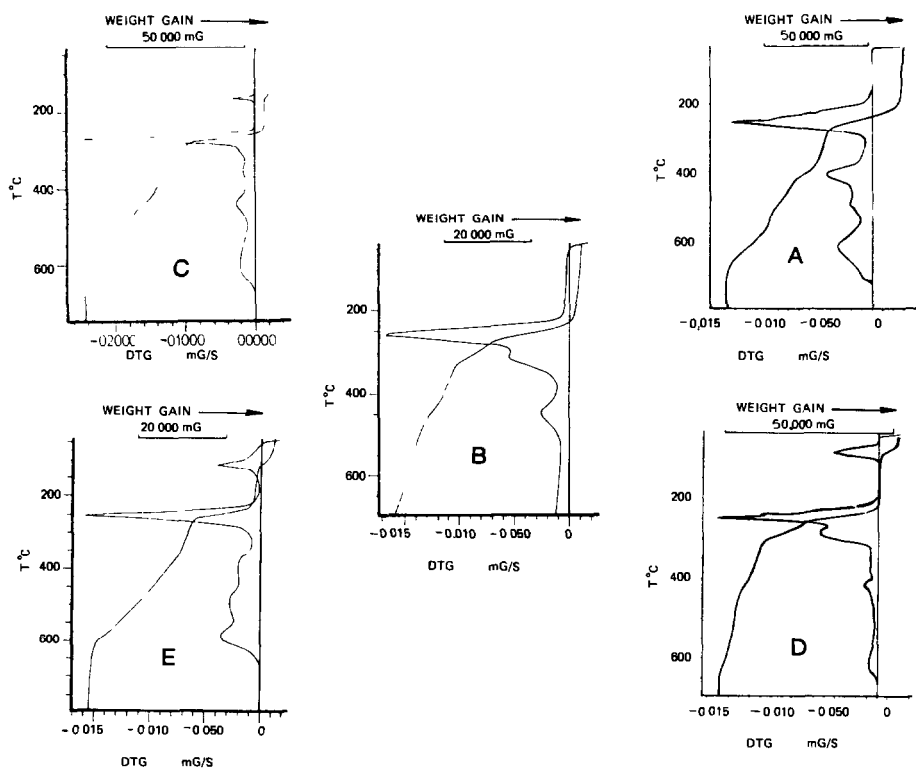 WEIGHT GAIN
50 000 mG
200
400
600
T°C
C
-02000 -01000 00000
DTG mG/S
WEIGHT GAIN
50 000 mG
200
400
600
T°C
A
-0,015 -0.010 -0.050 0
DTG mG/S
WEIGHT GAIN
20 000 mG
200
400
600
T°C
B
-0.015 -0.010 -0.050 0
DTG mG/S
WEIGHT GAIN
20 000 mG
200
400
600
T°C
E
-0.015 -0 010 -0 050 0
DTG mG/S
WEIGHT GAIN
50,000 mG
200
400
600
T°C
D
-0 015 -0.010 -0.050 0
DTG mG/S